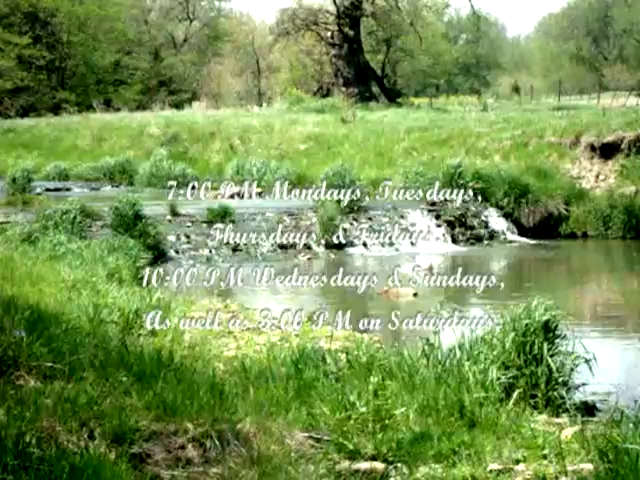 7:00 PM Mondays, Tuesdays,
Thursdays, & Fridays
10:00 PM Wednesdays & Sundays,
As well as 8:00 PM on Saturdays